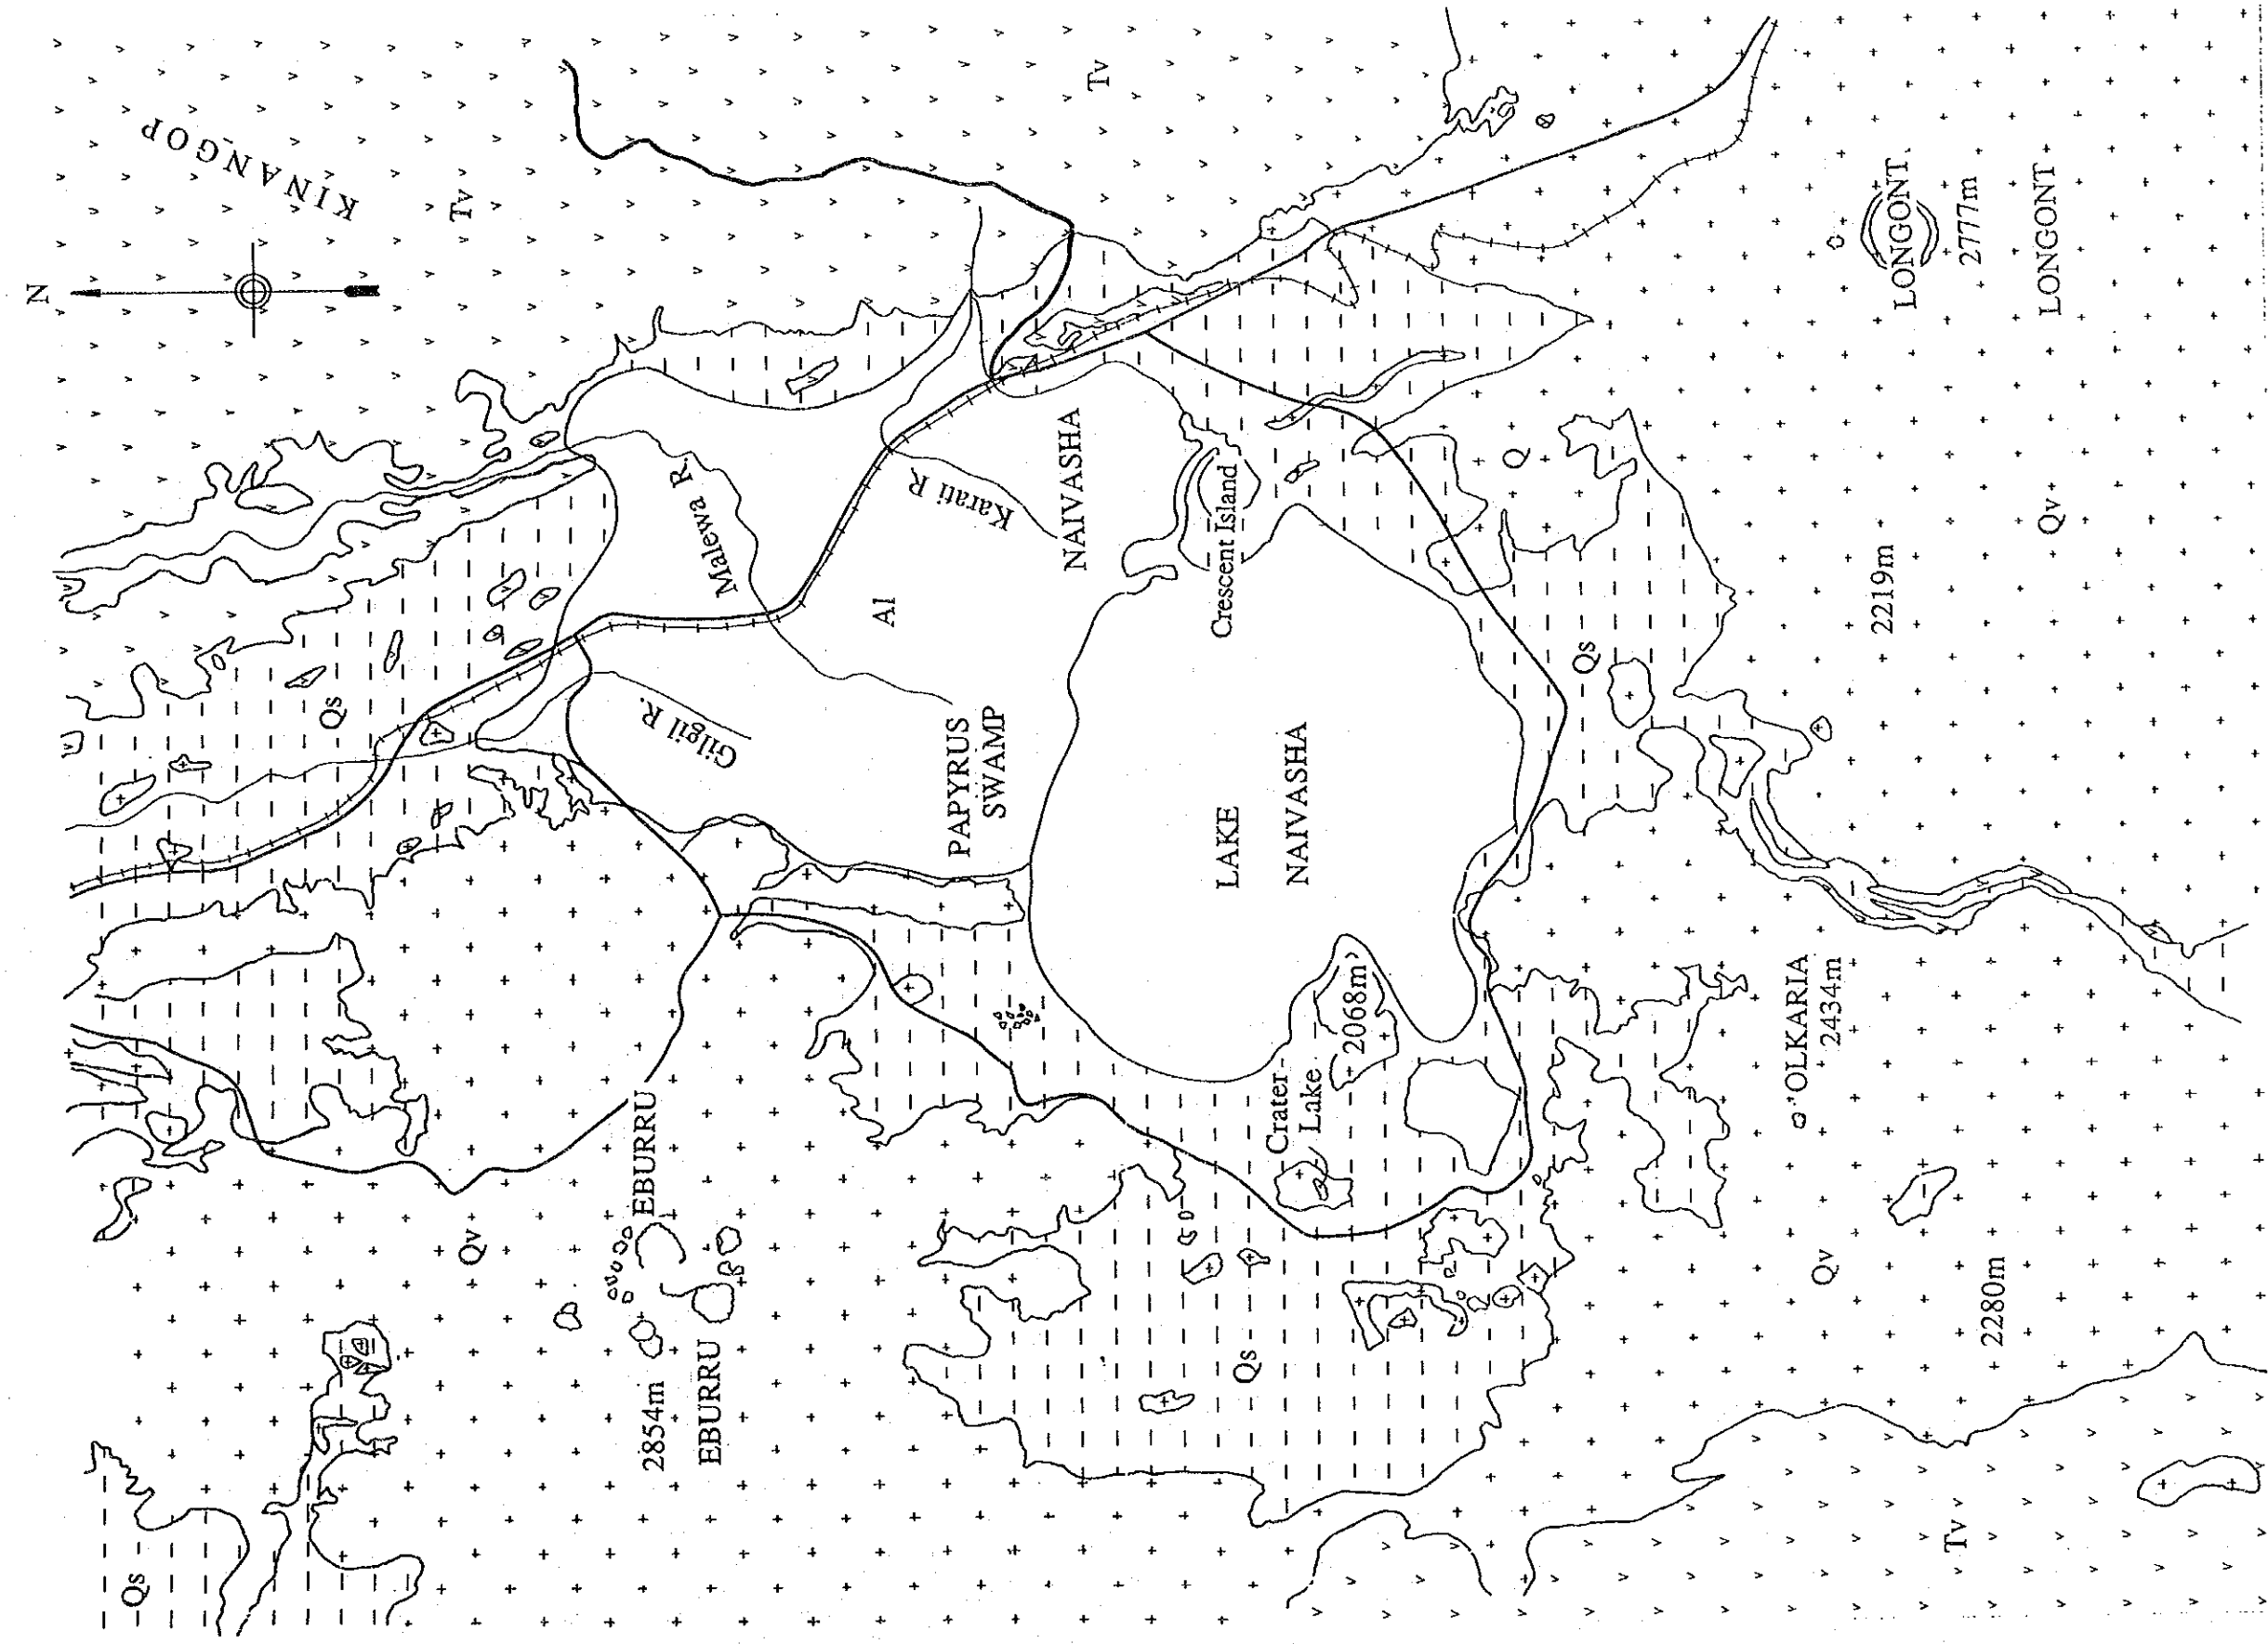 N
Qs
KINANGOP
Qs
Qv
Tv
EBURRU
2854m
EBURRU
Gilgil R.
Malewa R.
Al
PAPYRUS
SWAMP
Karati R
NAIVASHA
Tv
Crescent Island
LAKE
NAIVASHA
Qs
Crater
Lake
2068m
Q
Qs
OLKARIA
2434m
Qv
2219m
LONGONT
2777m
Tv
2280m
LONGONT
Qv